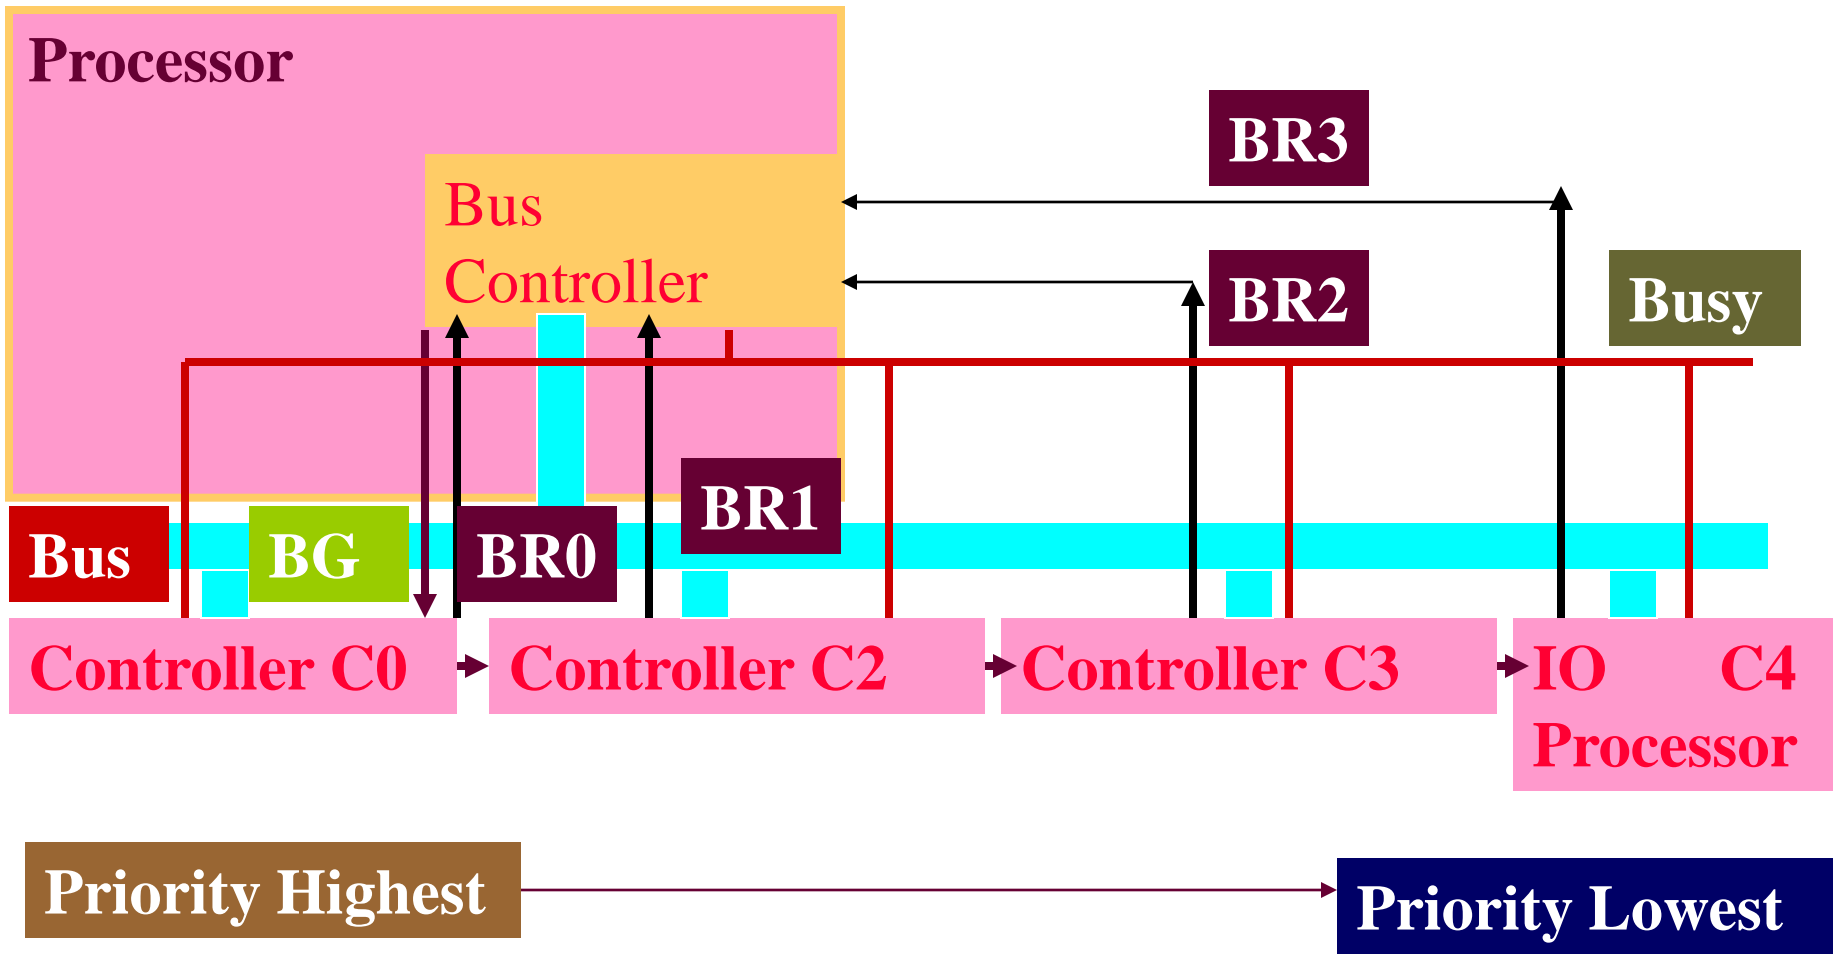 Processor
BR3
Bus
Controller
BR2
Busy
BR1
Bus
BG
BR0
Controller C0
Controller C2
Controller C3
IO C4
Processor
Priority Highest
Priority Lowest